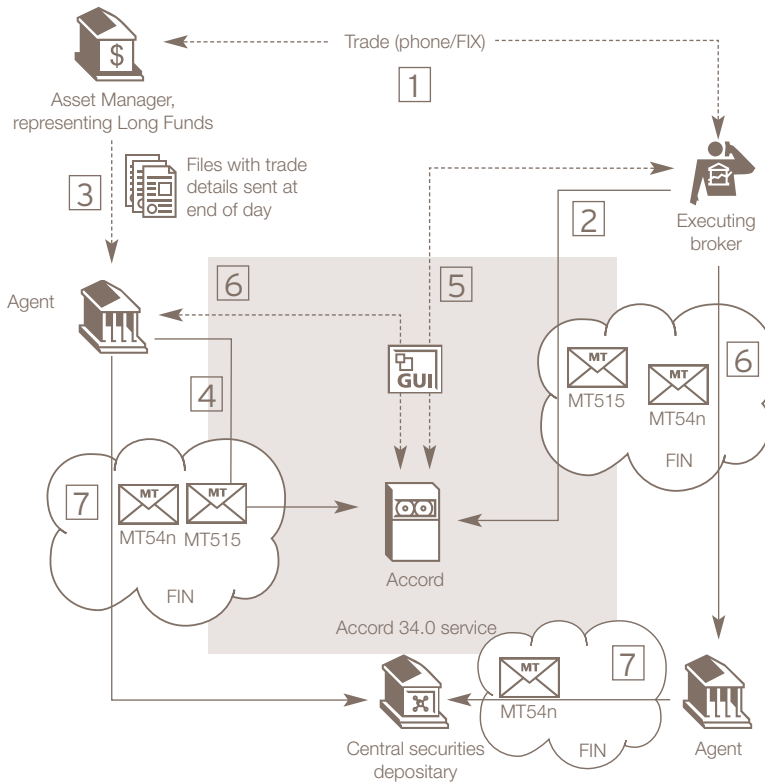 $
Trade (phone/FIX)
1
Asset Manager,
representing Long Funds
3
Files with trade
details sent at
end of day
2
Executing
broker
Agent
6
5
GUI
4
MT
MT515
MT
MT54n
6
FIN
7
MT
MT54n
MT
MT515
FIN
Accord
Accord 34.0 service
MT
MT54n
7
FIN
Central securities
depositary
Agent